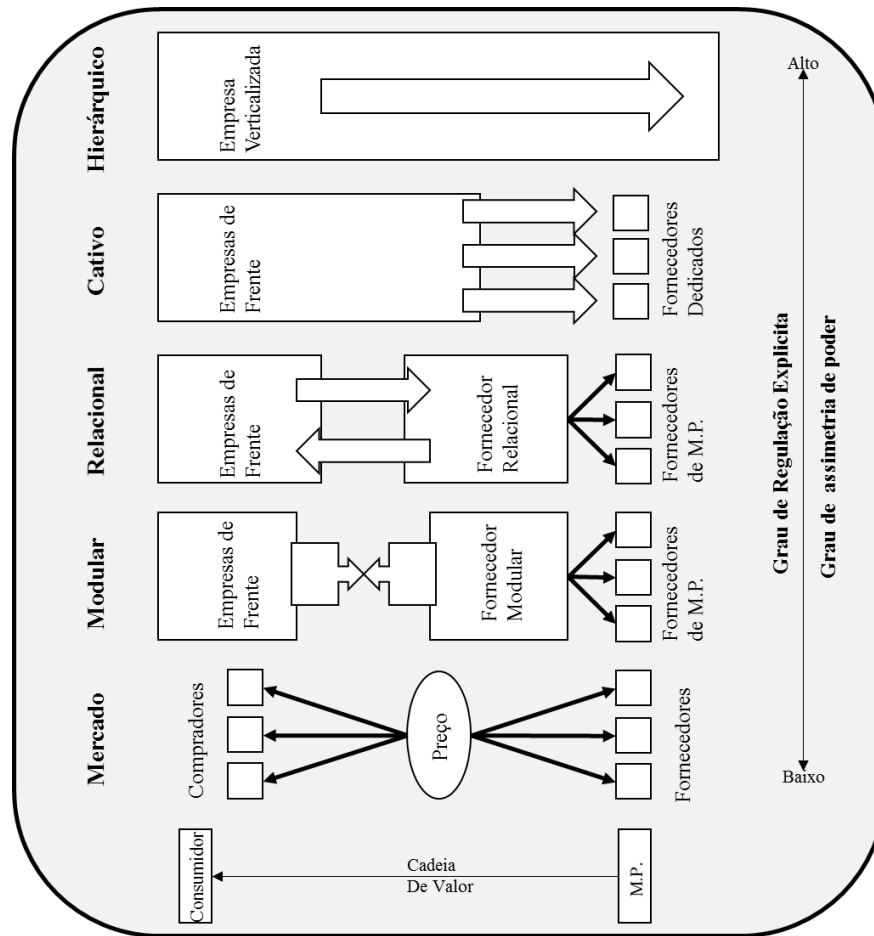 Mercado
Modular
Relacional
Cativo
Hierárquico
Consumidor
Cadeia
De Valor
M.P.
Compradores
Preço
Fornecedores
Empresas de
Frente
Fornecedor
Modular
Fornecedores
de M.P.
Empresas de
Frente
Fornecedor
Relacional
Fornecedores
de M.P.
Empresas de
Frente
Fornecedores
Dedicados
Empresa
Verticalizada
Grau de Regulação Explicita
Baixo
Alto
Grau de assimetria de poder